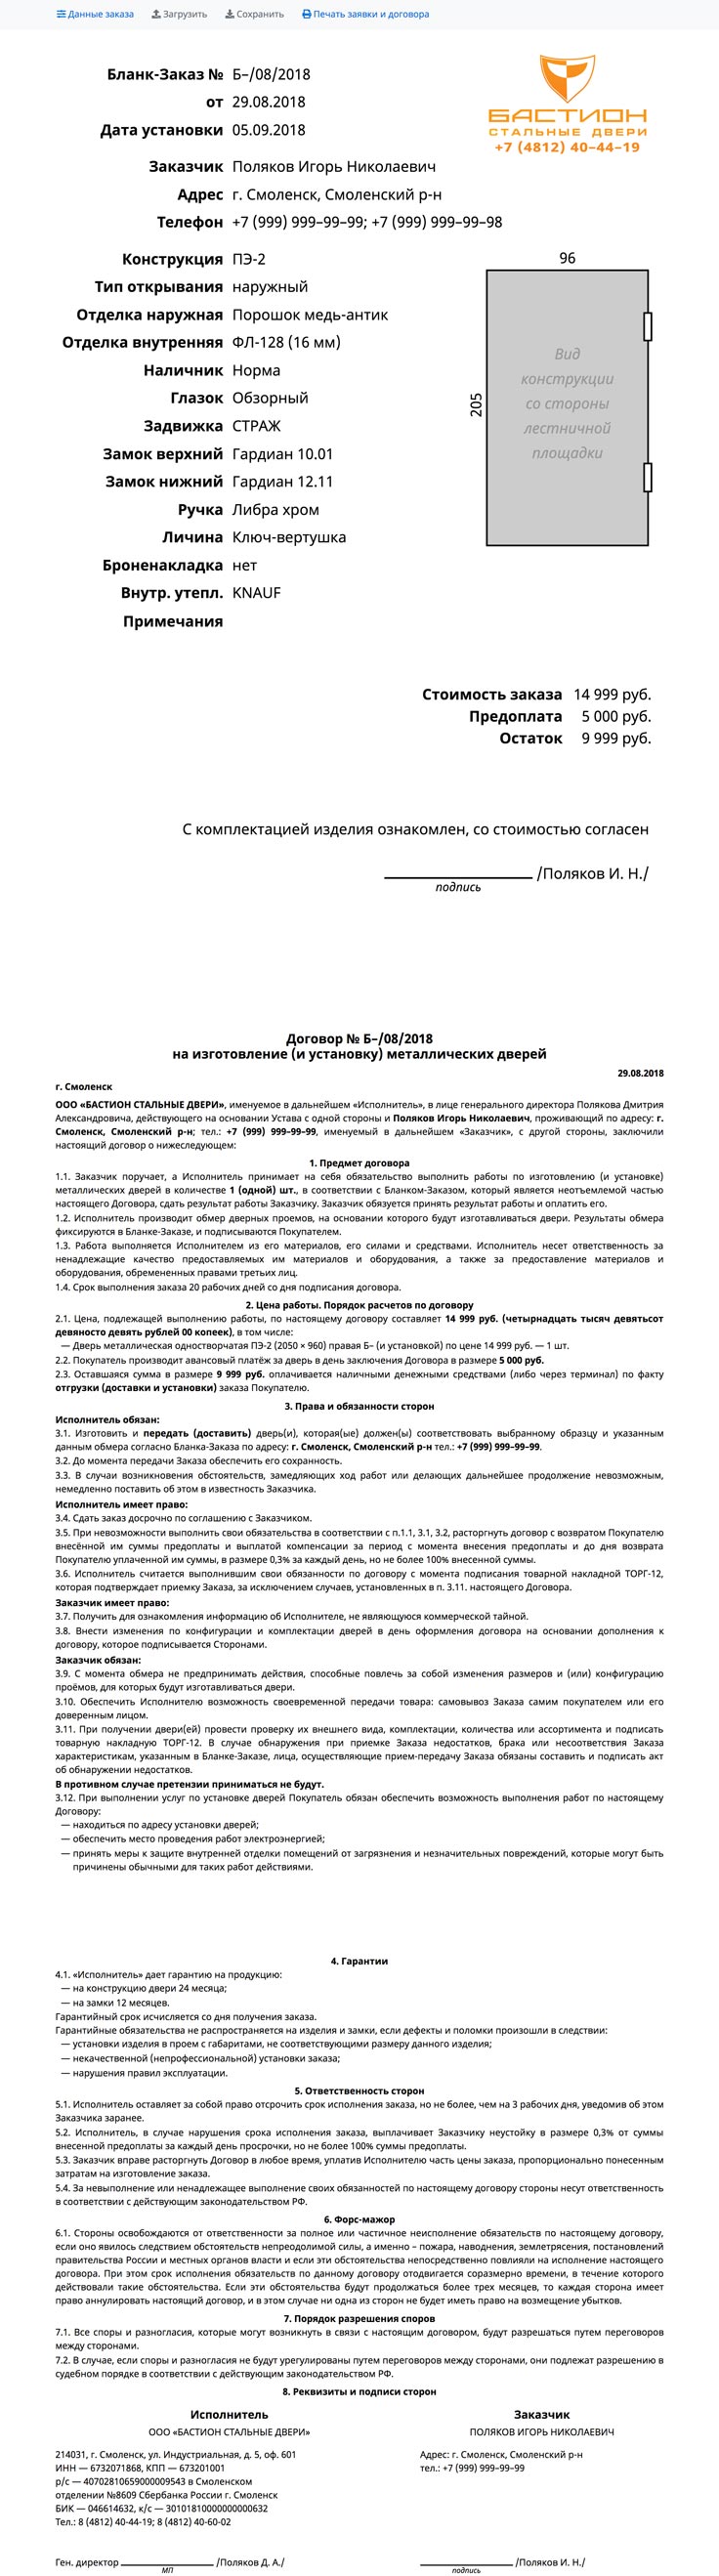 Данные заказа Загрузить Сохранить Печать заявки и договора
Бланк-Заказ № Б–/08/2018
от 29.08.2018
Дата установки 05.09.2018
БАСТИОН
СТАЛЬНЫЕ ДВЕРИ
+7 (4812) 40–44–19
Заказчик Поляков Игорь Николаевич
Адрес г. Смоленск, Смоленский р-н
Телефон +7 (999) 999–99–99; +7 (999) 999–99–98
Конструкция ПЭ-2
Тип открывания наружный
Отделка наружная Порошок медь-антик
Отделка внутренняя ФЛ-128 (16 мм)
Наличник Норма
Глазок Обзорный
Задвижка СТРАЖ
Замок верхний Гардиан 10.01
Замок нижний Гардиан 12.11
Ручка Либра хром
Личина Ключ-вертушка
Броненакладка нет
Внутр. утепл. KNAUF
Примечания
96
205
Вид
конструкции
со стороны
лестничной
площадки
Стоимость заказа 14 999 руб.
Предоплата 5 000 руб.
Остаток 9 999 руб.
С комплектацией изделия ознакомлен, со стоимостью согласен
/Поляков И. Н./
подпись
Договор № Б–/08/2018
на изготовление (и установку) металлических дверей
29.08.2018
г. Смоленск
ООО «БАСТИОН СТАЛЬНЫЕ ДВЕРИ», именуемое в дальнейшем «Исполнитель», в лице генерального директора Полякова Дмитрия
Александровича, действующего на основании Устава с одной стороны и Поляков Игорь Николаевич, проживающий по адресу: г.
Смоленск, Смоленский р-н; тел.: +7 (999) 999–99–99, именуемый в дальнейшем «Заказчик», с другой стороны, заключили
настоящий договор о нижеследующем:
1. Предмет договора
1.1. Заказчик поручает, а Исполнитель принимает на себя обязательство выполнить работы по изготовлению (и установке)
металлических дверей в количестве 1 (одной) шт., в соответствии с Бланком-Заказом, который является неотъемлемой частью
настоящего Договора, сдать результат работы Заказчику. Заказчик обязуется принять результат работы и оплатить его.
1.2. Исполнитель производит обмер дверных проемов, на основании которого будут изготавливаться двери. Результаты обмера
фиксируются в Бланке-Заказе, и подписываются Покупателем.
1.3. Работа выполняется Исполнителем из его материалов, его силами и средствами. Исполнитель несет ответственность за
ненадлежащие качество предоставляемых им материалов и оборудования, а также за предоставление материалов и
оборудования, обремененных правами третьих лиц.
1.4. Срок выполнения заказа 20 рабочих дней со дня подписания договора.
2. Цена работы. Порядок расчетов по договору
2.1. Цена, подлежащей выполнению работы, по настоящему договору составляет 14 999 руб. (четырнадцать тысяч девятьсот
девяносто девять рублей 00 копеек), в том числе:
— Дверь металлическая одностворчатая ПЭ-2 (2050 × 960) правая Б– (и установкой) по цене 14 999 руб. — 1 шт.
2.2. Покупатель производит авансовый платёж за дверь в день заключения Договора в размере 5 000 руб.
2.3. Оставшаяся сумма в размере 9 999 руб. оплачивается наличными денежными средствами (либо через терминал) по факту
отгрузки (доставки и установки) заказа Покупателю.
3. Права и обязанности сторон
Исполнитель обязан:
3.1. Изготовить и передать (доставить) дверь(и), которая(ые) должен(ы) соответствовать выбранному образцу и указанным
данным обмера согласно Бланка-Заказа по адресу: г. Смоленск, Смоленский р-н тел.: +7 (999) 999–99–99.
3.2. До момента передачи Заказа обеспечить его сохранность.
3.3. В случаи возникновения обстоятельств, замедляющих ход работ или делающих дальнейшее продолжение невозможным,
немедленно поставить об этом в известность Заказчика.
Исполнитель имеет право:
3.4. Сдать заказ досрочно по соглашению с Заказчиком.
3.5. При невозможности выполнить свои обязательства в соответствии с п.1.1, 3.1, 3.2, расторгнуть договор с возвратом Покупателю
внесённой им суммы предоплаты и выплатой компенсации за период с момента внесения предоплаты и до дня возврата
Покупателю уплаченной им суммы, в размере 0,3% за каждый день, но не более 100% внесенной суммы.
3.6. Исполнитель считается выполнившим свои обязанности по договору с момента подписания товарной накладной ТОРГ-12,
которая подтверждает приемку Заказа, за исключением случаев, установленных в п. 3.11. настоящего Договора.
Заказчик имеет право:
3.7. Получить для ознакомления информацию об Исполнителе, не являющуюся коммерческой тайной.
3.8. Внести изменения по конфигурации и комплектации дверей в день оформления договора на основании дополнения к
договору, которое подписывается Сторонами.
Заказчик обязан:
3.9. С момента обмера не предпринимать действия, способные повлечь за собой изменения размеров и (или) конфигурацию
проёмов, для которых будут изготавливаться двери.
3.10. Обеспечить Исполнителю возможность своевременной передачи товара: самовывоз Заказа самим покупателем или его
доверенным лицом.
3.11. При получении двери(ей) провести проверку их внешнего вида, комплектации, количества или ассортимента и подписать
товарную накладную ТОРГ-12. В случае обнаружения при приемке Заказа недостатков, брака или несоответствия Заказа
характеристикам, указанным в Бланке-Заказе, лица, осуществляющие прием-передачу Заказа обязаны составить и подписать акт
об обнаружении недостатков.
В противном случае претензии приниматься не будут.
3.12. При выполнении услуг по установке дверей Покупатель обязан обеспечить возможность выполнения работ по настоящему
Договору:
— находиться по адресу установки дверей;
— обеспечить место проведения работ электроэнергией;
— принять меры к защите внутренней отделки помещений от загрязнения и незначительных повреждений, которые могут быть
причинены обычными для таких работ действиями.
4. Гарантии
4.1. «Исполнитель» дает гарантию на продукцию:
— на конструкцию двери 24 месяца;
— на замки 12 месяцев.
Гарантийный срок исчисляется со дня получения заказа.
Гарантийные обязательства не распространяется на изделия и замки, если дефекты и поломки произошли в следствии:
— установки изделия в проем с габаритами, не соответствующими размеру данного изделия;
— некачественной (непрофессиональной) установки заказа;
— нарушения правил эксплуатации.
5. Ответственность сторон
5.1. Исполнитель оставляет за собой право отсрочить срок исполнения заказа, но не более, чем на 3 рабочих дня, уведомив об этом
Заказчика заранее.
5.2. Исполнитель, в случае нарушения срока исполнения заказа, выплачивает Заказчику неустойку в размере 0,3% от суммы
внесенной предоплаты за каждый день просрочки, но не более 100% суммы предоплаты.
5.3. Заказчик вправе расторгнуть Договор в любое время, уплатив Исполнителю часть цены заказа, пропорционально понесенным
затратам на изготовление заказа.
5.4. За невыполнение или ненадлежащее выполнение своих обязанностей по настоящему договору стороны несут ответственность
в соответствии с действующим законодательством РФ.
6. Форс-мажор
6.1. Стороны освобождаются от ответственности за полное или частичное неисполнение обязательств по настоящему договору,
если оно явилось следствием обстоятельств непреодолимой силы, а именно – пожара, наводнения, землетрясения, постановлений
правительства России и местных органов власти и если эти обстоятельства непосредственно повлияли на исполнение настоящего
договора. При этом срок исполнения обязательств по данному договору отодвигается соразмерно времени, в течение которого
действовали такие обстоятельства. Если эти обстоятельства будут продолжаться более трех месяцев, то каждая сторона имеет
право аннулировать настоящий договор, и в этом случае ни одна из сторон не будет иметь право на возмещение убытков.
7. Порядок разрешения споров
7.1. Все споры и разногласия, которые могут возникнуть в связи с настоящим договором, будут разрешаться путем переговоров
между сторонами.
7.2. В случае, если споры и разногласия не будут урегулированы путем переговоров между сторонами, они подлежат разрешению в
судебном порядке в соответствии с действующим законодательством РФ.
8. Реквизиты и подписи сторон
Исполнитель
ООО «БАСТИОН СТАЛЬНЫЕ ДВЕРИ»
214031, г. Смоленск, ул. Индустриальная, д. 5, оф. 601
ИНН — 6732071868, КПП — 673201001
р/с — 40702810659000009543 в Смоленском
отделении №8609 Сбербанка России г. Смоленск
БИК — 046614632, к/с — 30101810000000000632
Тел.: 8 (4812) 40-44-19; 8 (4812) 40-60-02
Ген. директор /Поляков Д. А./
МП
Заказчик
ПОЛЯКОВ ИГОРЬ НИКОЛАЕВИЧ
Адрес: г. Смоленск, Смоленский р-н
тел.: +7 (999) 999–99–99
/Поляков И. Н./
подпись